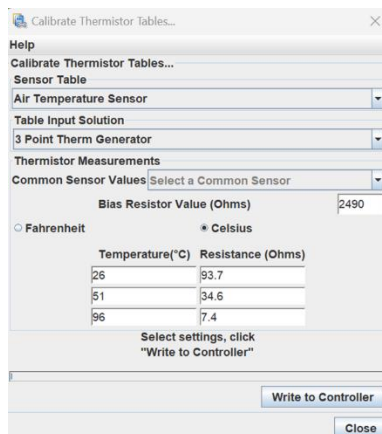 Calibrate Thermistor Tables...
Help
Calibrate Thermistor Tables...
Sensor Table
Air Temperature Sensor
Table Input Solution
3 Point Therm Generator
Thermistor Measurements
Common Sensor Values Select a Common Sensor
Bias Resistor Value (Ohms) 2490
Fahrenheit Celsius
Temperature(°C) Resistance (Ohms)
26 93.7
51 34.6
96 7.4
Select settings, click
"Write to Controller"
Write to Controller
Close